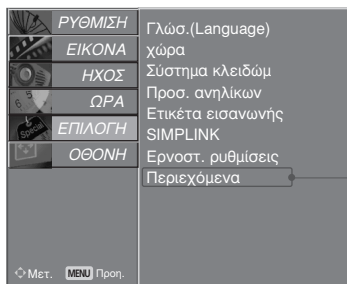 ΡΥΘΜΙΣΗ
ΕΙΚΟΝΑ
ΗΧΟΣ
ΩΡΑ
ΕΠΙΛΟΓΗ
ΟΘΟΝΗ
Γλώσ.(Language)
χώρα
Σύστημα κλειδώμ
Προσ. ανηλίκων
Ετικέτα εισανωνής
SIMPLINK
Ερνοστ. ρυθμίσεις
Περιεχόμενα
Μετ. MENU Προη.